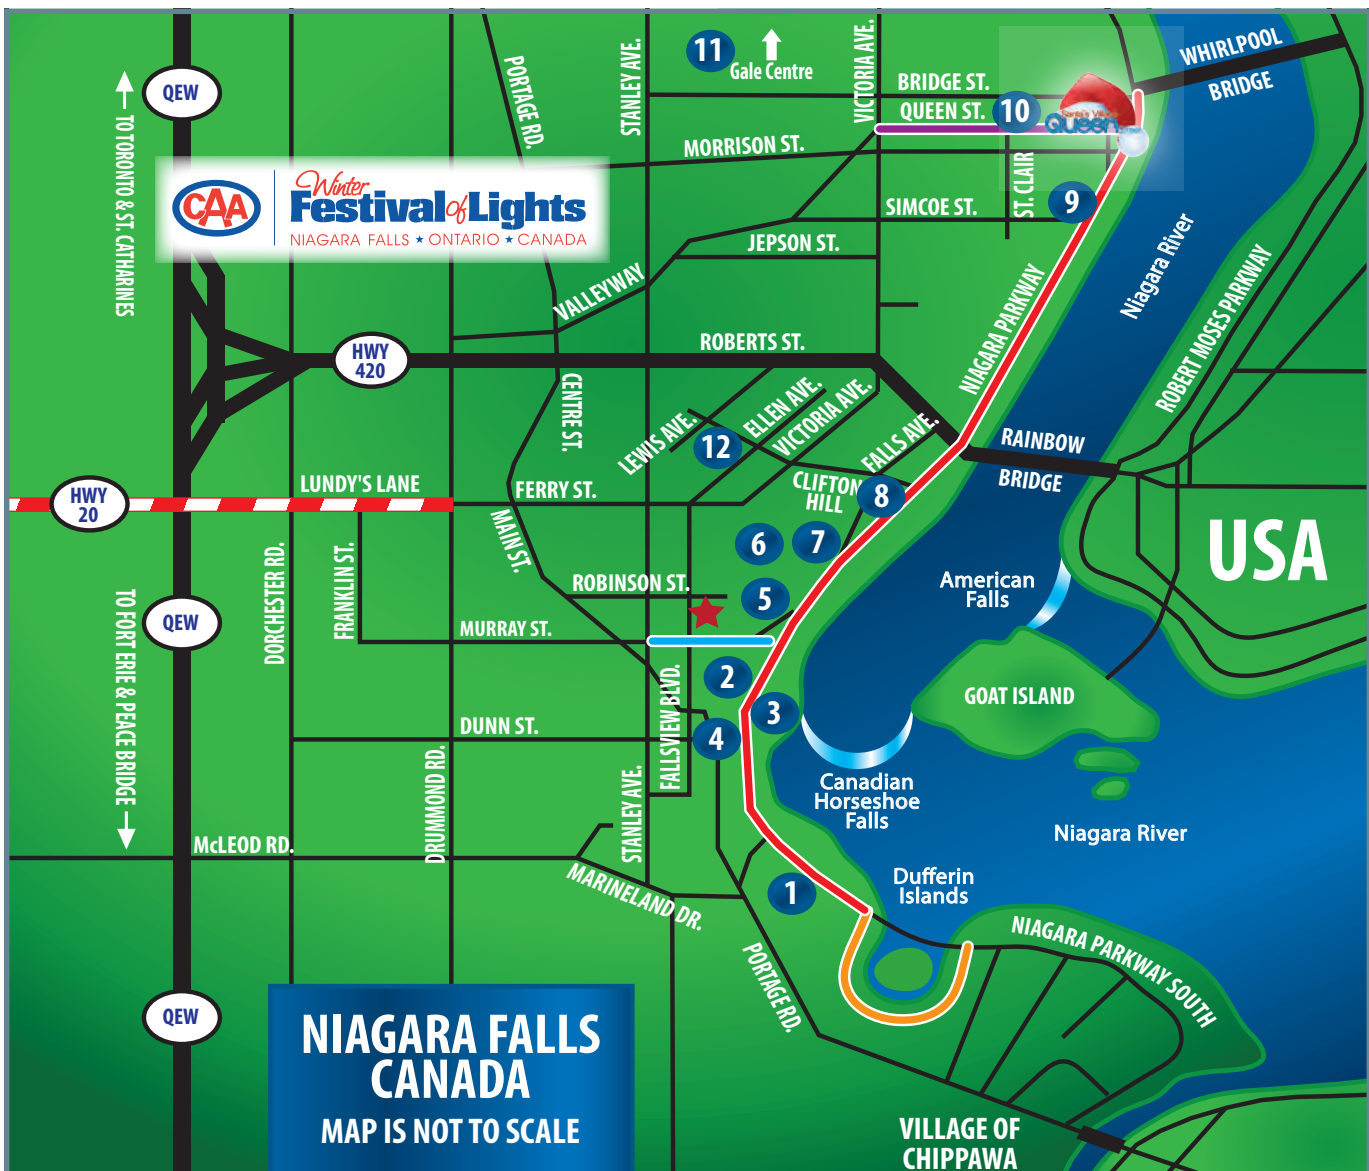 11
Gale Centre
PORTAGE RD.
STANLEY AVE.
VICTORIA AVE.
BRIDGE ST.
QUEEN ST.
10
Santa's Village
Queen
WHIRLPOOL
BRIDGE
QEW
TO TORONTO & ST. CATHARINES
MORRISON ST.
ST. CLAIR
9
SIMCOE ST.
JEPSON ST.
CAA
Winter
Festival of Lights
NIAGARA FALLS ★ ONTARIO ★ CANADA
VALLEYWAY
NIAGARA PARKWAY
Niagara River
ROBERT MOSES PARKWAY
HWY
420
ROBERTS ST.
CENTRE ST.
LEWIS AVE.
12
ELLEN AVE.
VICTORIA AVE.
FALLS AVE.
RAINBOW
BRIDGE
HWY
20
LUNDY'S LANE
FERRY ST.
CLIFTON
HILL
8
MAIN ST.
6
7
USA
DORCHESTER RD.
FRANKLIN ST.
ROBINSON ST.
5
American
Falls
QEW
TO FORT ERIE & PEACE BRIDGE
MURRAY ST.
2
FALLSVIEW BLVD.
3
4
GOAT ISLAND
DUNN ST.
DRUMMOND RD.
STANLEY AVE.
Canadian
Horseshoe
Falls
Niagara River
McLEOD RD.
MARINELAND DR.
1
Dufferin
Islands
PORTAGE RD.
NIAGARA PARKWAY SOUTH
QEW
NIAGARA FALLS
CANADA
MAP IS NOT TO SCALE
VILLAGE OF
CHIPPAWA